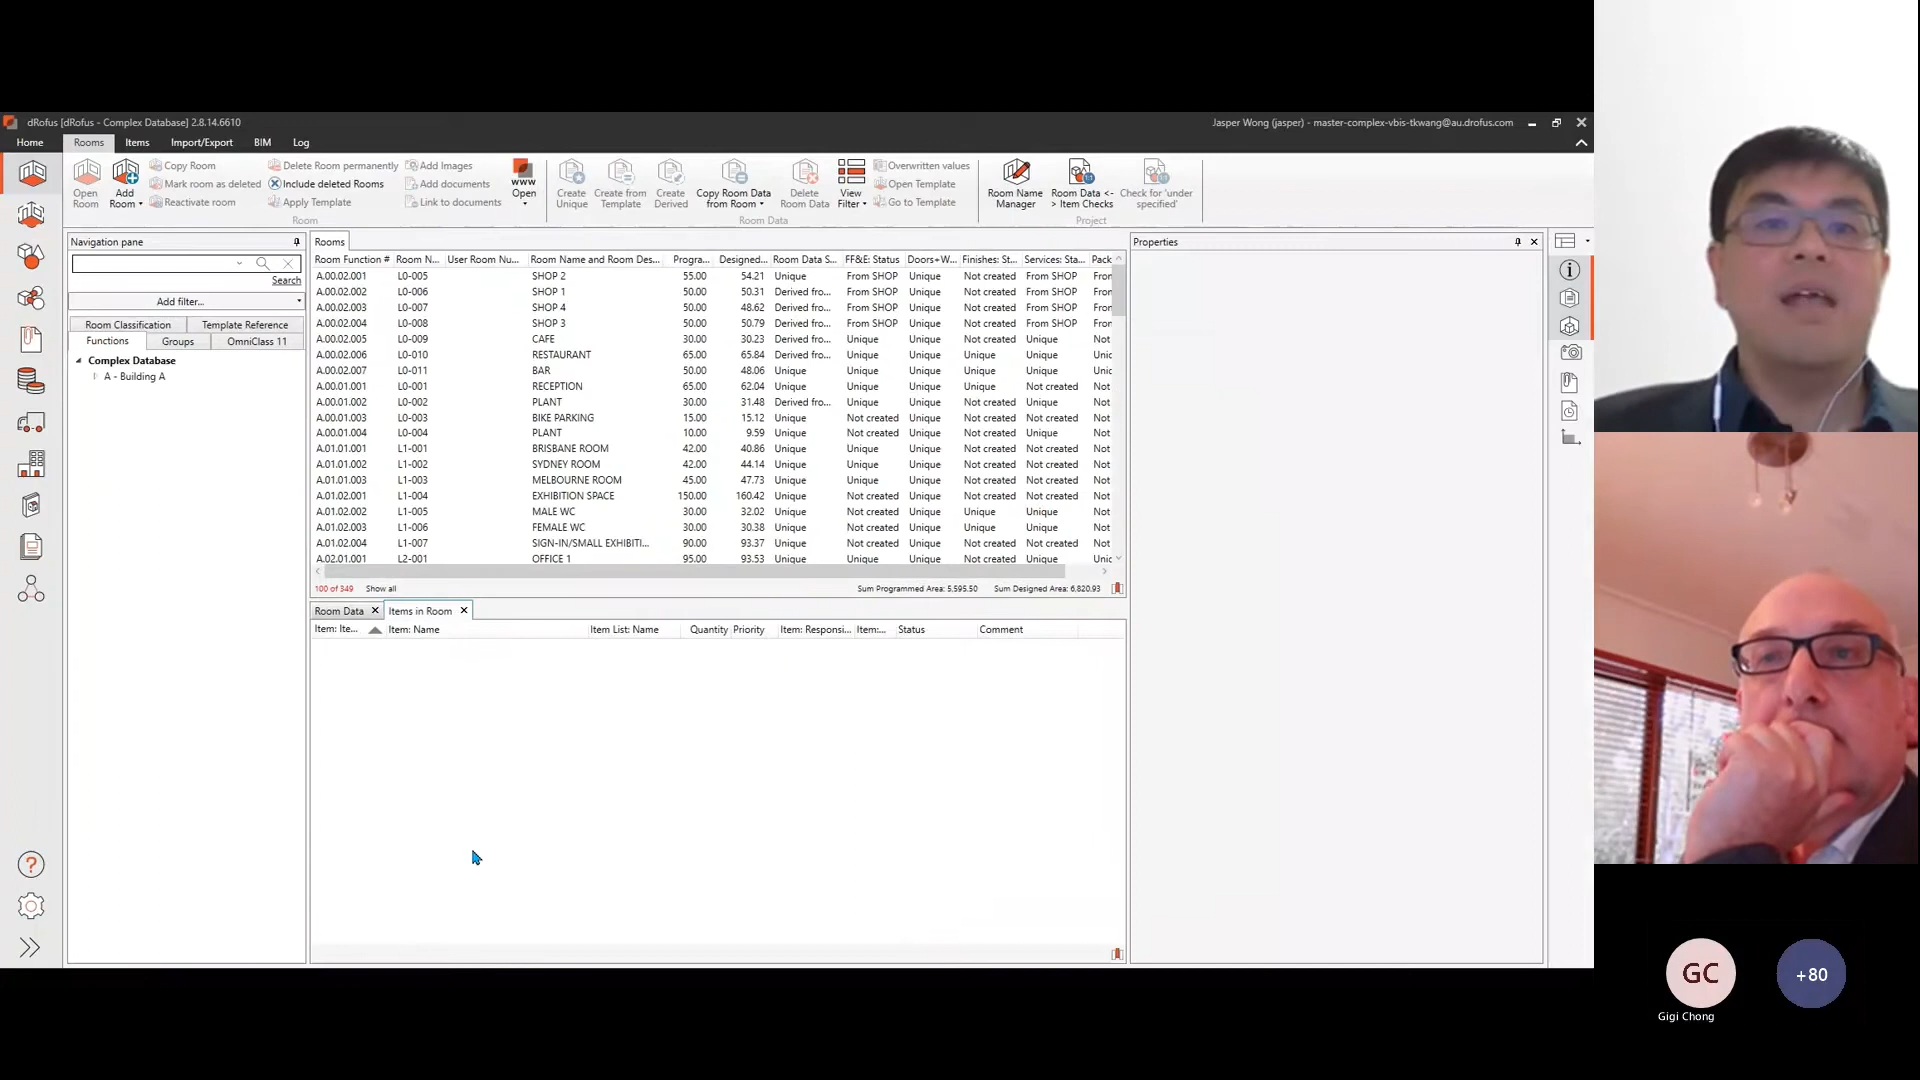 dRofus [dRofus - Complex Database] 2.8.14.6610
Jasper Wong (jasper) - master-complex-vbis-tkwang@au.drofus.com
Home Rooms Items Import/Export BIM Log
Open Room
Add Room
Copy Room
Mark room as deleted
Reactivate room
Delete Room permanently
Include deleted Rooms
Apply Template
Add Images
Add documents
Link to documents
www
Open
Room
Create Unique
Create from Template
Create Derived
Copy Room Data from Room
Delete Room Data
View Filter
Overwritten values
Open Template
Go to Template
Room Data
Room Name Manager
Room Data <- > Item Checks
Check for 'under specified'
Project
Navigation pane
Search
Add filter...
Room Classification Template Reference
Functions Groups OmniClass 11
Complex Database
A - Building A
Rooms
Room Function # Room N... User Room Nu... Room Name and Room Des... Progra... Designed... Room Data S... FF&E: Status Doors+W... Finishes: St... Services: Sta... Pack
A.00.02.001 L0-005 SHOP 2 55.00 54.21 Unique From SHOP Unique Not created From SHOP Fron
A.00.02.002 L0-006 SHOP 1 50.00 50.31 Derived fro... From SHOP Unique Not created From SHOP Fron
A.00.02.003 L0-007 SHOP 4 50.00 48.62 Derived fro... From SHOP Unique Not created From SHOP Fron
A.00.02.004 L0-008 SHOP 3 50.00 50.79 Derived fro... From SHOP Unique Not created From SHOP Fron
A.00.02.005 L0-009 CAFE 30.00 30.23 Derived fro... Unique Unique Not created Unique Not
A.00.02.006 L0-010 RESTAURANT 65.00 65.84 Derived fro... Unique Unique Unique Unique Unic
A.00.02.007 L0-011 BAR 50.00 48.06 Derived fro... Unique Unique Unique Unique Unic
A.00.01.001 L0-001 RECEPTION 65.00 62.04 Unique Unique Unique Unique Not created Not
A.00.01.002 L0-002 PLANT 30.00 31.48 Derived fro... Unique Unique Not created Unique Not
A.00.01.003 L0-003 BIKE PARKING 15.00 15.12 Unique Not created Unique Not created Not created Not
A.00.01.004 L0-004 PLANT 10.00 9.59 Unique Not created Unique Not created Unique Not
A.01.01.001 L1-001 BRISBANE ROOM 42.00 40.86 Unique Unique Unique Not created Not created Not
A.01.01.002 L1-002 SYDNEY ROOM 42.00 44.14 Unique Unique Unique Not created Not created Not
A.01.01.003 L1-003 MELBOURNE ROOM 45.00 47.73 Unique Unique Unique Not created Not created Not
A.01.02.001 L1-004 EXHIBITION SPACE 150.00 160.42 Unique Not created Unique Not created Not created Not
A.01.02.002 L1-005 MALE WC 30.00 32.02 Unique Not created Unique Unique Unique Not
A.01.02.003 L1-006 FEMALE WC 30.00 30.38 Unique Not created Unique Unique Unique Not
A.01.02.004 L1-007 SIGN-IN/SMALL EXHIBITI... 90.00 93.37 Unique Not created Unique Not created Not created Not
A.02.01.001 L2-001 OFFICE 1 95.00 93.53 Unique Unique Unique Not created Unique Unic
100 of 349 Show all Sum Programmed Area: 5,595.50 Sum Designed Area: 6,820.93
Room Data Items in Room
Item: Ite... Item: Name Item List: Name Quantity Priority Item: Responsi... Item:... Status Comment
Properties
GC
+80
Gigi Chong